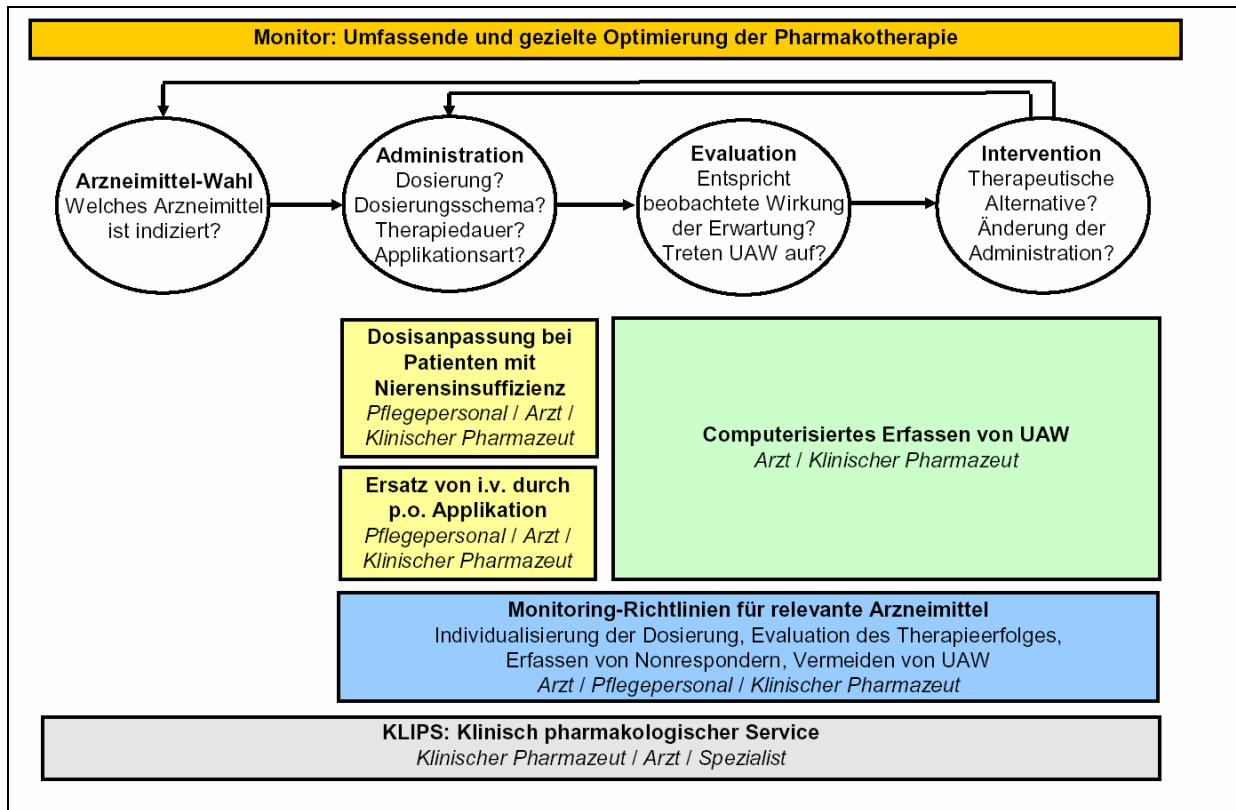 Monitor: Umfassende und gezielte Optimierung der Pharmakotherapie
Arzneimittel-Wahl
Welches Arzneimittel
ist indiziert?
Administration
Dosierung?
Dosierungsschema?
Therapiedauer?
Applikationsart?
Evaluation
Entspricht
beobachtete Wirkung
der Erwartung?
Treten UAW auf?
Intervention
Therapeutische
Alternative?
Änderung der
Administration?
Dosisanpassung bei
Patienten mit
Nierensinsuffizienz
Pflegepersonal / Arzt /
Klinischer Pharmazeut
Ersatz von i.v. durch
p.o. Applikation
Pflegepersonal / Arzt /
Klinischer Pharmazeut
Computerisiertes Erfassen von UAW
Arzt / Klinischer Pharmazeut
Monitoring-Richtlinien für relevante Arzneimittel
Individualisierung der Dosierung, Evaluation des Therapieerfolges,
Erfassen von Nonrespondern, Vermeiden von UAW
Arzt / Pflegepersonal / Klinischer Pharmazeut
KLIPS: Klinisch pharmakologischer Service
Klinischer Pharmazeut / Arzt / Spezialist